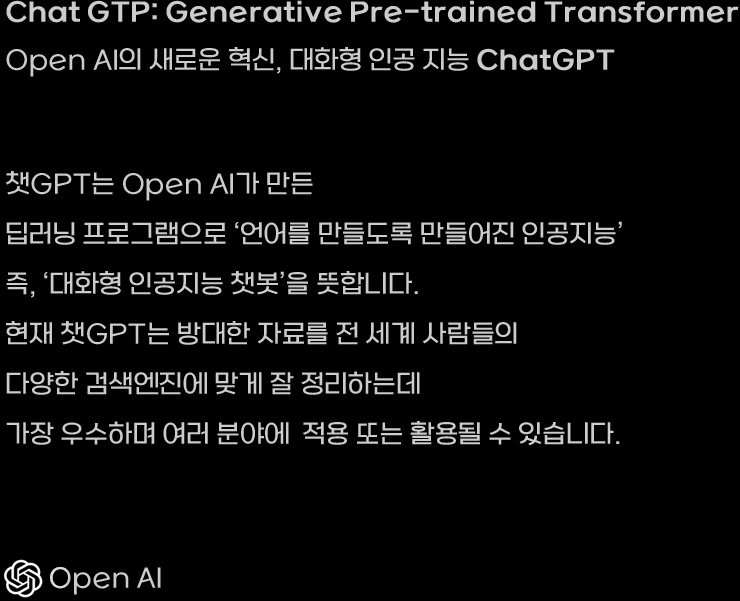 Chat GTP: Generative Pre-trained Transformer
Open AI의 새로운 혁신, 대화형 인공 지능 ChatGPT
챗GPT는 Open AI가 만든
딥러닝 프로그램으로 ‘언어를 만들도록 만들어진 인공지능’
즉, ‘대화형 인공지능 챗봇’을 뜻합니다.
현재 챗GPT는 방대한 자료를 전 세계 사람들의
다양한 검색엔진에 맞게 잘 정리하는데
가장 우수하며 여러 분야에 적용 또는 활용될 수 있습니다.
Open AI